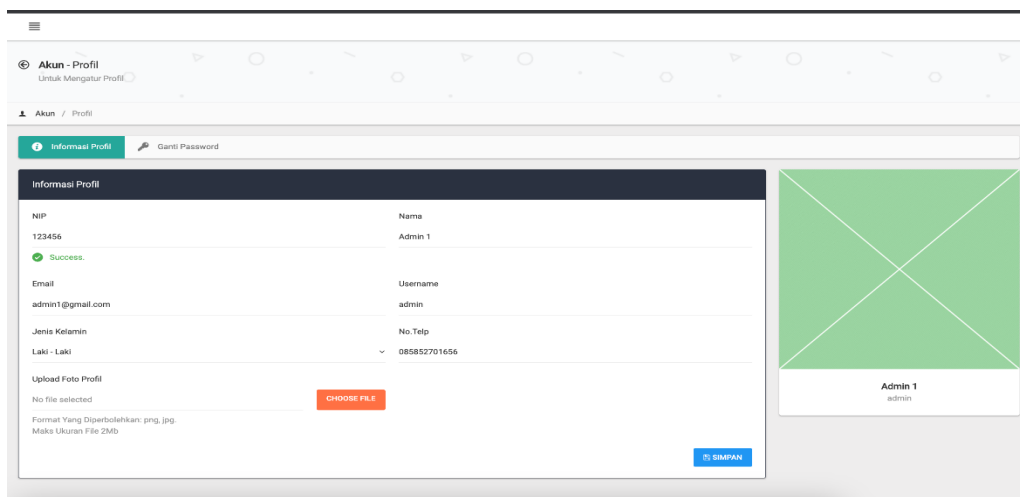 Akun - Profil
Untuk Mengatur Profil
Akun / Profil
Informasi Profil
Ganti Password
Informasi Profil
NIP
Nama
123456
Admin 1
Success.
Email
Username
admin1@gmail.com
admin
Jenis Kelamin
No.Telp
Laki - Laki
085852701656
Upload Foto Profil
No file selected
CHOOSE FILE
Format Yang Diperbolehkan: png, jpg.
Maks Ukuran File 2Mb
SIMPAN
Admin 1
admin